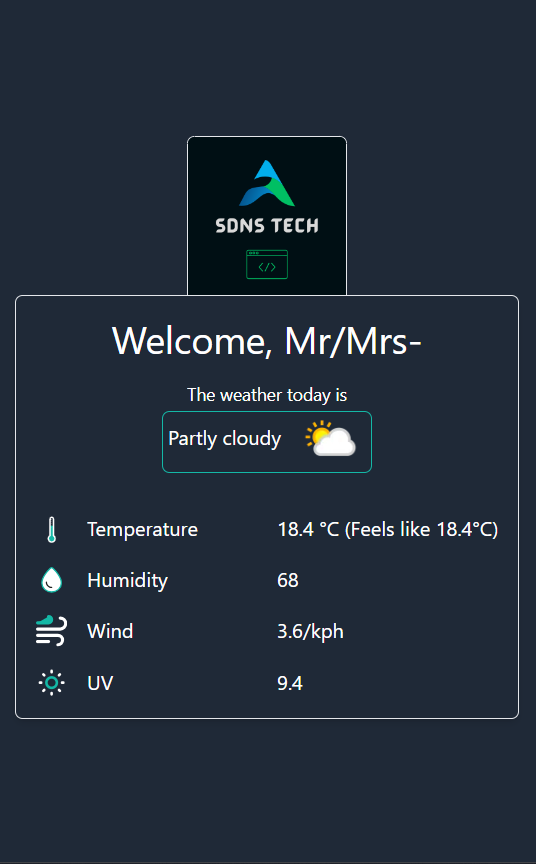 SDNS TECH
</>
Welcome, Mr/Mrs-
The weather today is
Partly cloudy
Temperature 18.4 °C (Feels like 18.4°C)
Humidity 68
Wind 3.6/kph
UV 9.4